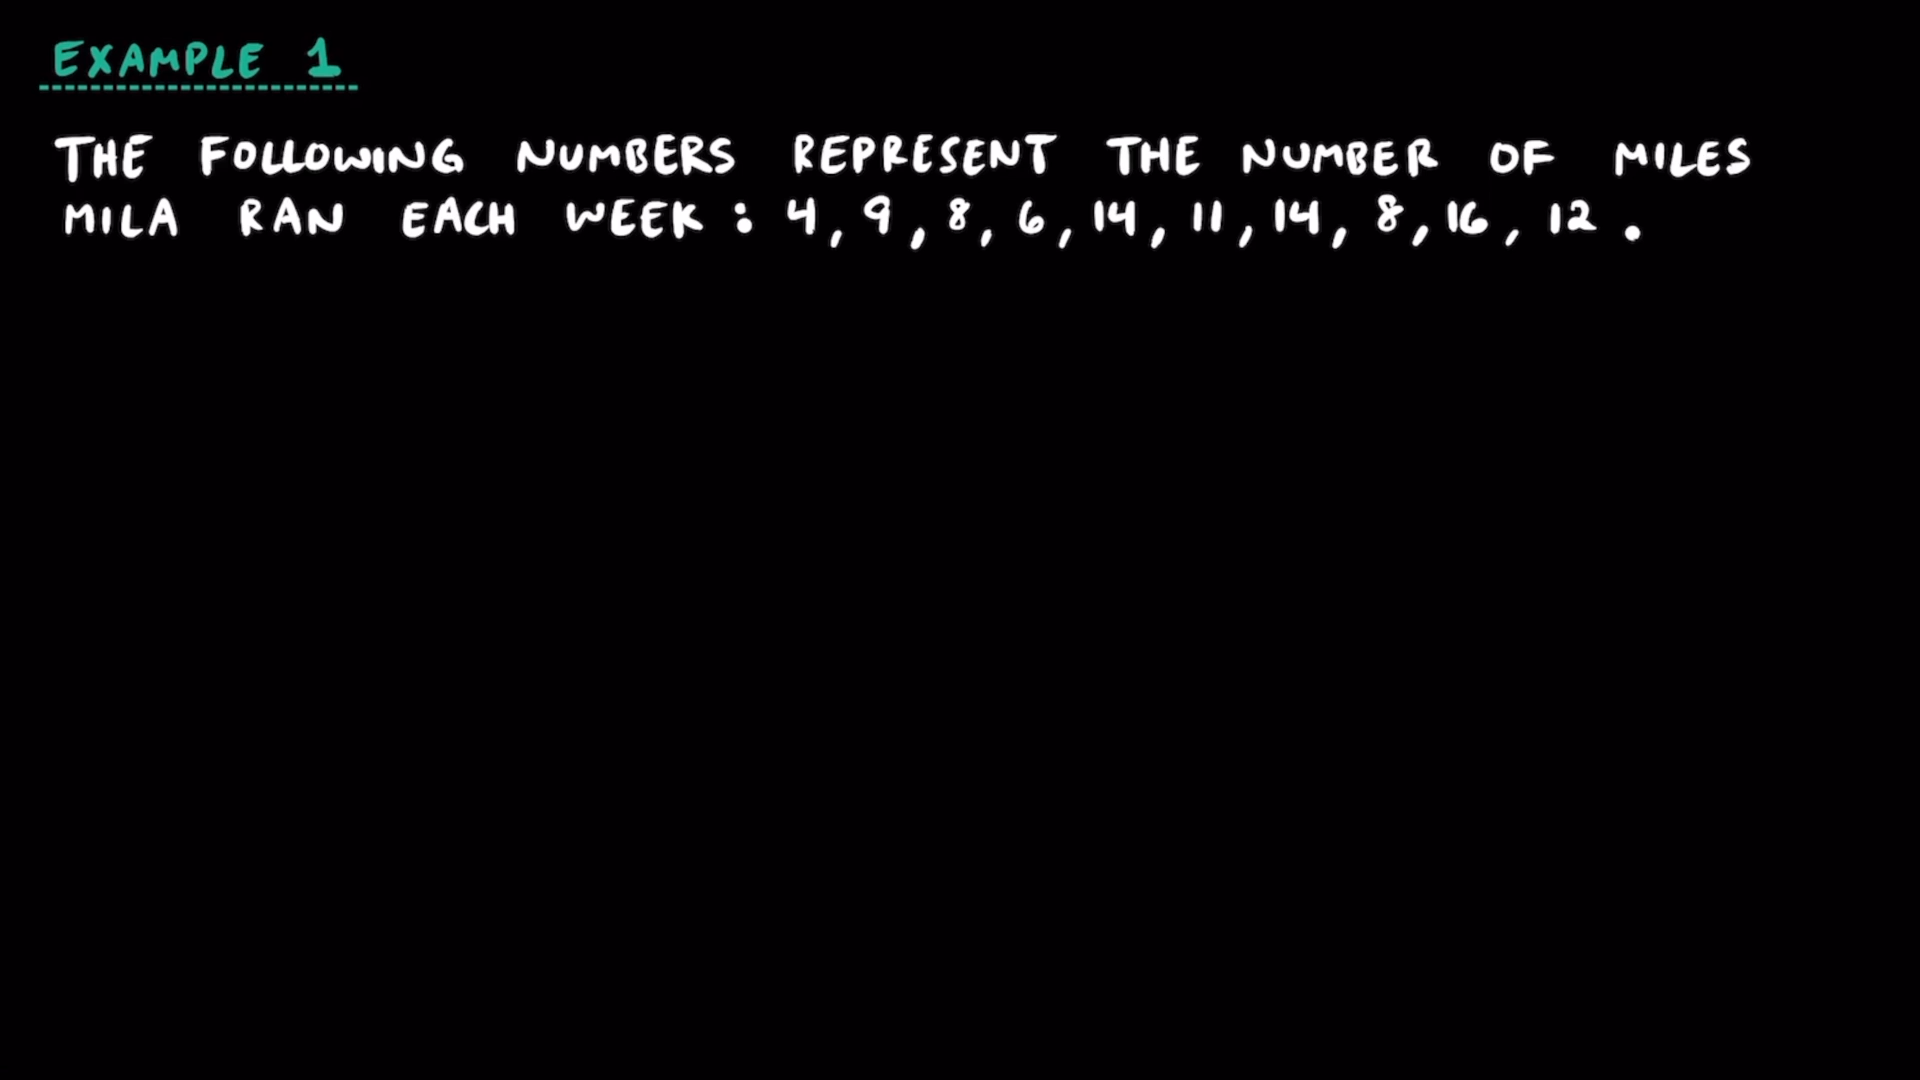 EXAMPLE 1
THE FOLLOWING NUMBERS REPRESENT THE NUMBER OF MILES
MILA RAN EACH WEEK: 4, 9, 8, 6, 14, 11, 14, 8, 16, 12.